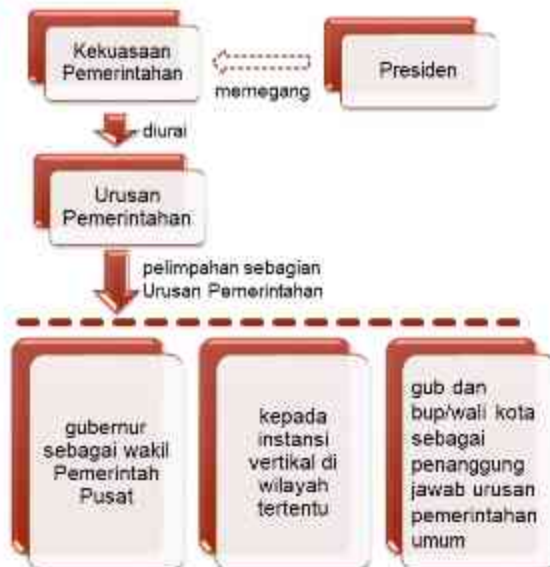 Kekuasaan
Pemerintahan
Presiden
memegang
diurai
Urusan
Pemerintahan
pelimpahan sebagian
Urusan Pemerintahan
gubernur
sebagai wakil
Pemerintah
Pusat
kepada
instansi
vertikal di
wilayah
tertentu
gub dan
bup/wali kota
sebagai
penanggung
jawab urusan
pemerintahan
umum